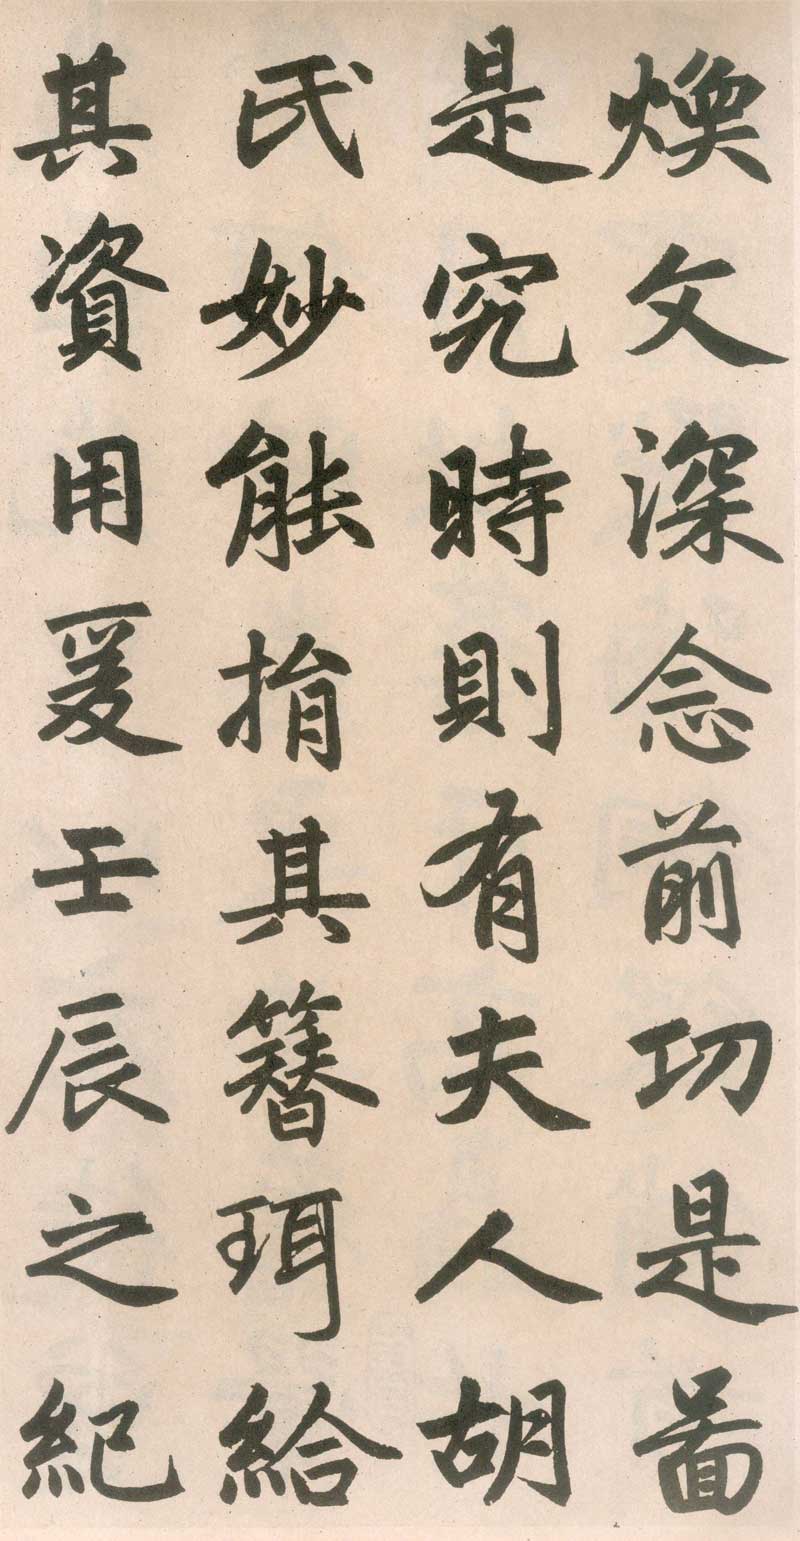 煥文深念前功是圖
是究時則有夫人胡
氏妙能捐其簪珥給
其資用爰壬辰之紀